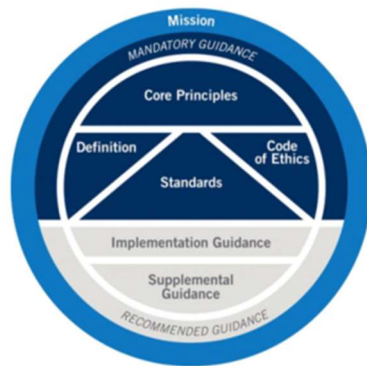 Mission
MANDATORY GUIDANCE
Core Principles
Definition
Code
of Ethics
Standards
Implementation Guidance
Supplemental
Guidance
RECOMMENDED GUIDANCE